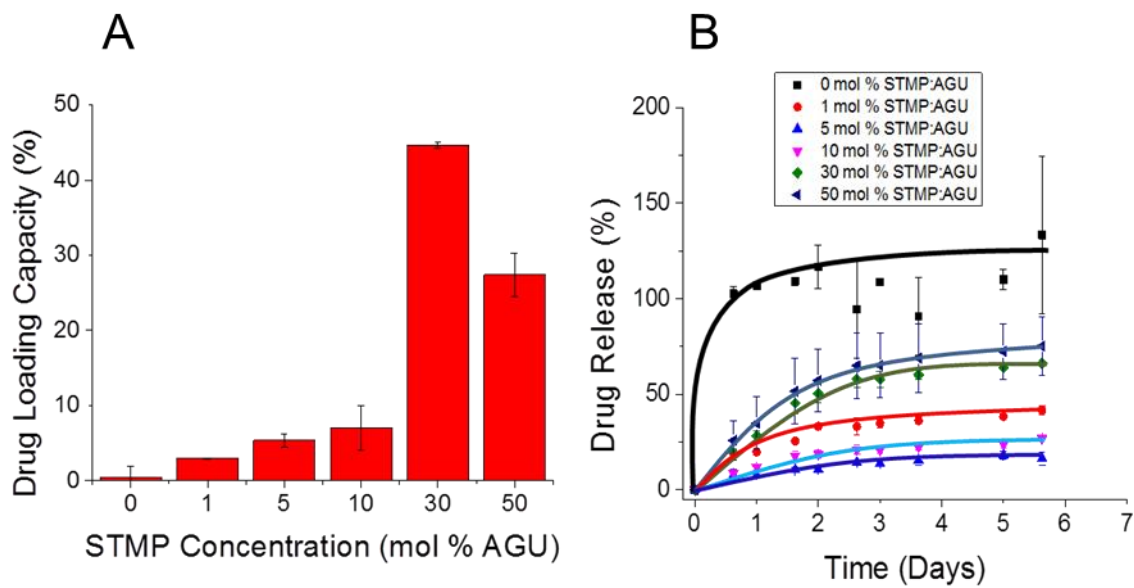 A
Drug Loading Capacity (%)
50
40
30
20
10
0
0 1 5 10 30 50
STMP Concentration (mol % AGU)
B
0 mol % STMP:AGU
1 mol % STMP:AGU
5 mol % STMP:AGU
10 mol % STMP:AGU
30 mol % STMP:AGU
50 mol % STMP:AGU
Drug Release (%)
200
150
100
50
0
0 1 2 3 4 5 6 7
Time (Days)